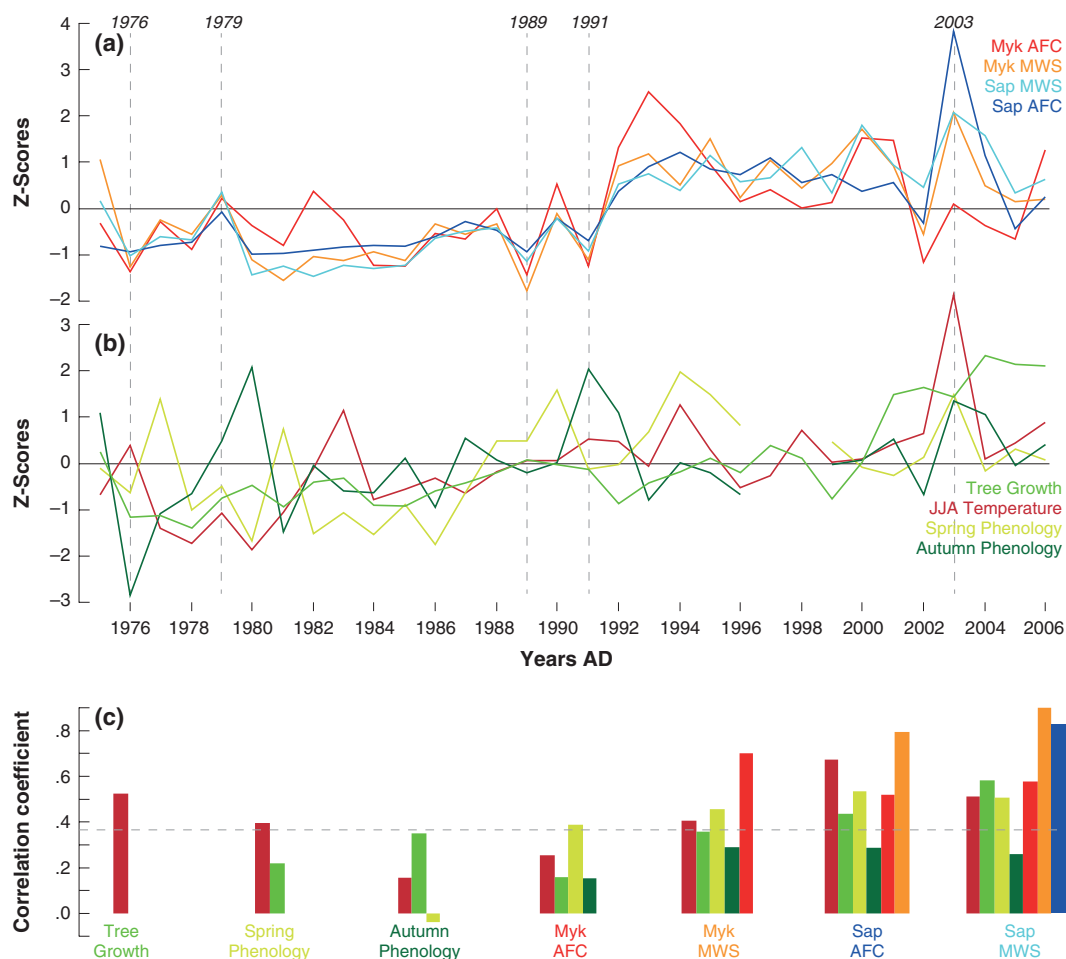 1976 1979 1989 1991 2003
(a)
4
3
2
1
0
–1
–2
Z-Scores
Myk AFC
Myk MWS
Sap MWS
Sap AFC
(b)
3
2
1
0
–1
–2
–3
Z-Scores
Tree Growth
JJA Temperature
Spring Phenology
Autumn Phenology
1976 1978 1980 1982 1984 1986 1988 1990 1992 1994 1996 1998 2000 2002 2004 2006
Years AD
(c)
.8
.6
.4
.2
.0
Correlation coefficient
Tree Growth
Spring Phenology
Autumn Phenology
Myk AFC
Myk MWS
Sap AFC
Sap MWS